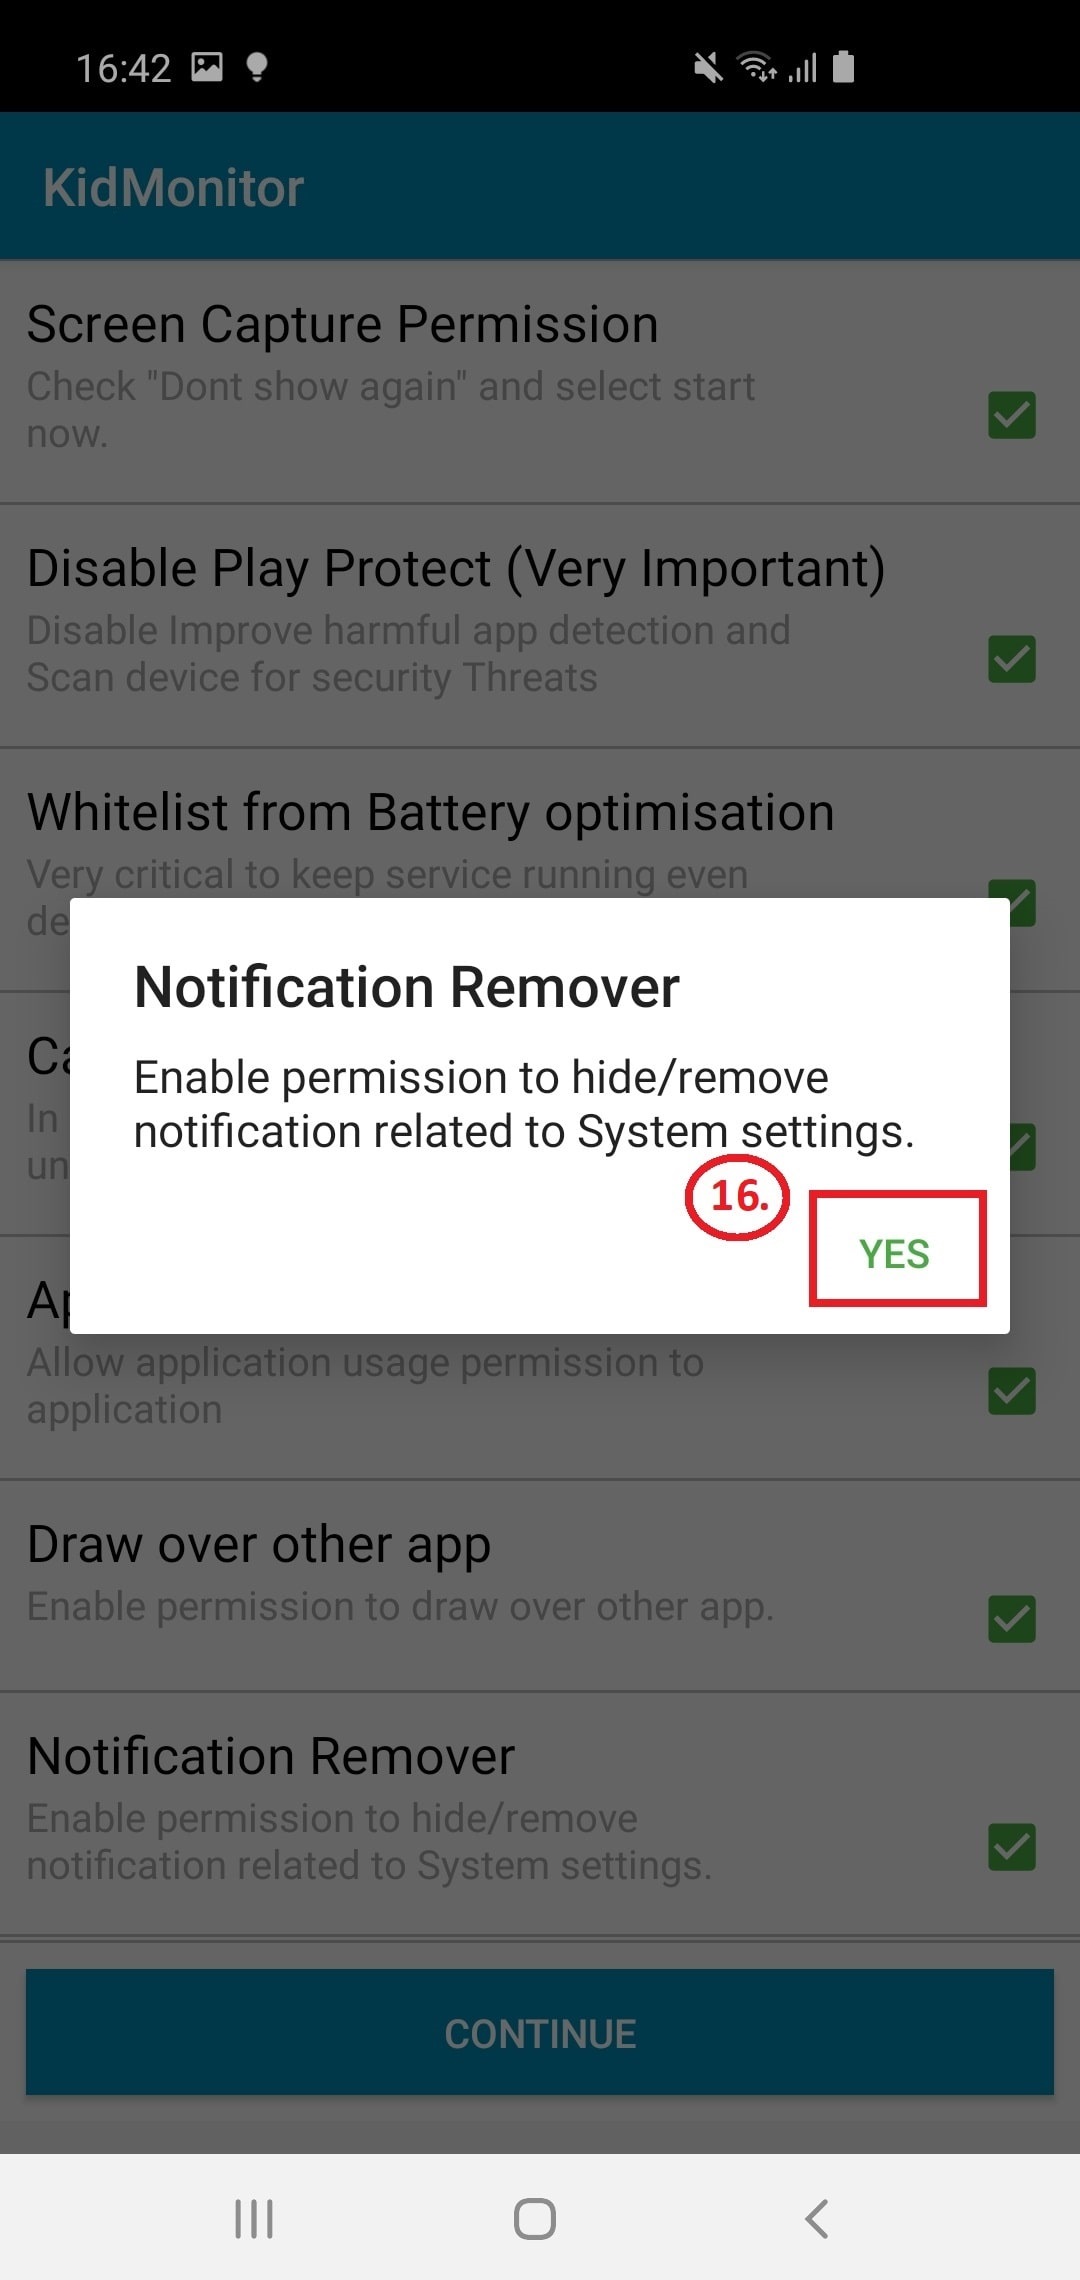 16:42
KidMonitor
Screen Capture Permission
Check "Dont show again" and select start
now.
Disable Play Protect (Very Important)
Disable Improve harmful app detection and
Scan device for security Threats
Whitelist from Battery optimisation
Very critical to keep service running even
Notification Remover
Enable permission to hide/remove
notification related to System settings.
16.
YES
In
Allow application usage permission to
application
Draw over other app
Enable permission to draw over other app.
Notification Remover
Enable permission to hide/remove
notification related to System settings.
CONTINUE